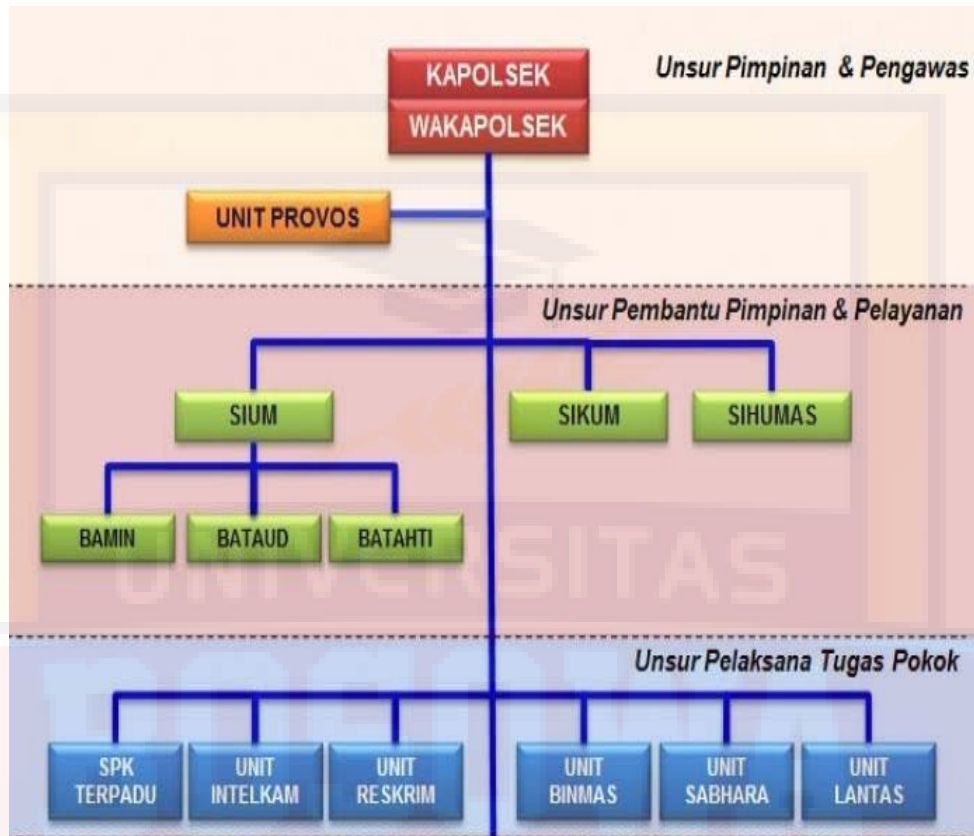 KAPOLSEK
Unsur Pimpinan & Pengawas
WAKAPOLSEK
UNIT PROVOS
Unsur Pembantu Pimpinan & Pelayanan
SIUM
SIKUM
SIHUMAS
BAMIN
BATAUD
BATAHTI
UNIVERSITAS
Unsur Pelaksana Tugas Pokok
SPK
TERPADU
UNIT
INTELKAM
UNIT
RESKRIM
UNIT
BINMAS
UNIT
SABHARA
UNIT
LANTAS